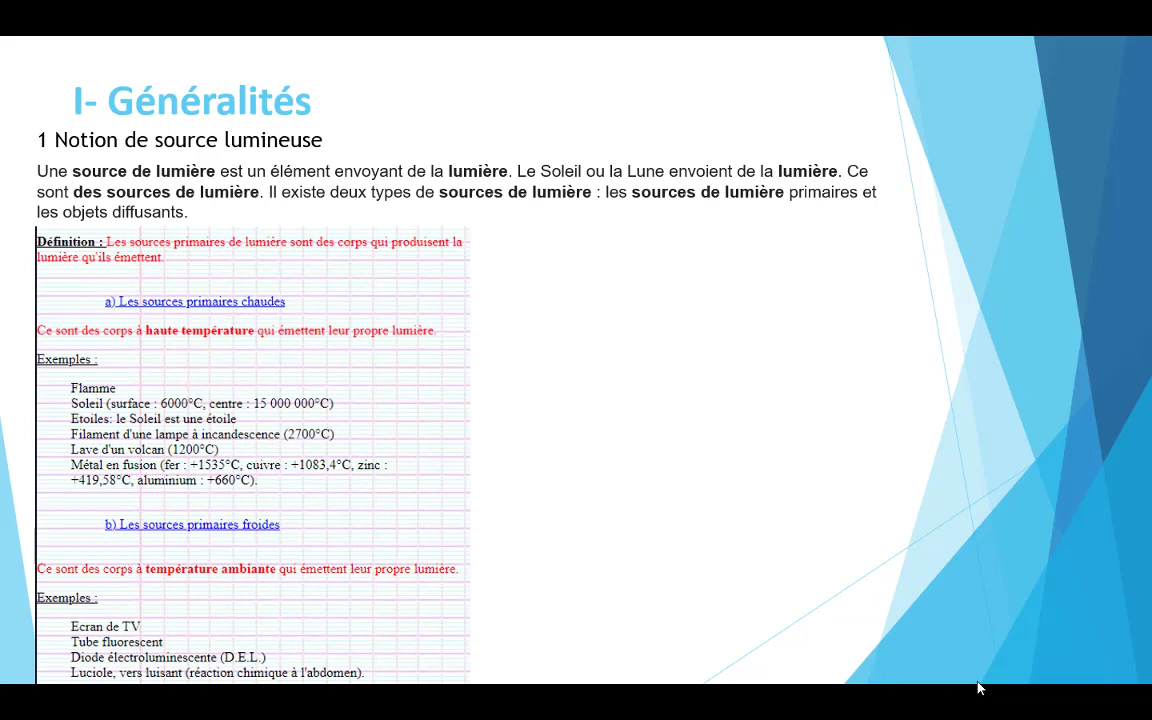 I- Généralités
1 Notion de source lumineuse
Une source de lumière est un élément envoyant de la lumière. Le Soleil ou la Lune envoient de la lumière. Ce
sont des sources de lumière. Il existe deux types de sources de lumière : les sources de lumière primaires et
les objets diffusants.
Définition : Les sources primaires de lumière sont des corps qui produisent la
lumière qu'ils émettent.
a) Les sources primaires chaudes
Ce sont des corps à haute température qui émettent leur propre lumière.
Exemples :
Flamme
Soleil (surface : 6000°C, centre : 15 000 000°C)
Etoiles: le Soleil est une étoile
Filament d'une lampe à incandescence (2700°C)
Lave d'un volcan (1200°C)
Métal en fusion (fer : +1535°C, cuivre : +1083,4°C, zinc :
+419,58°C, aluminium : +660°C).
b) Les sources primaires froides
Ce sont des corps à température ambiante qui émettent leur propre lumière.
Exemples :
Ecran de TV
Tube fluorescent
Diode électroluminescente (D.E.L.)
Luciole, vers luisant (réaction chimique à l'abdomen).